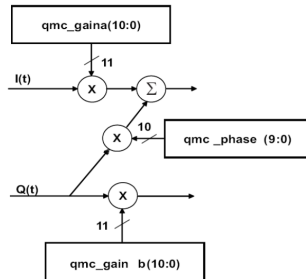 qmc_gaina(10:0)
11
I(t)
X
Σ
X
10
qmc _phase (9:0)
Q(t)
X
11
qmc_gain b(10:0)